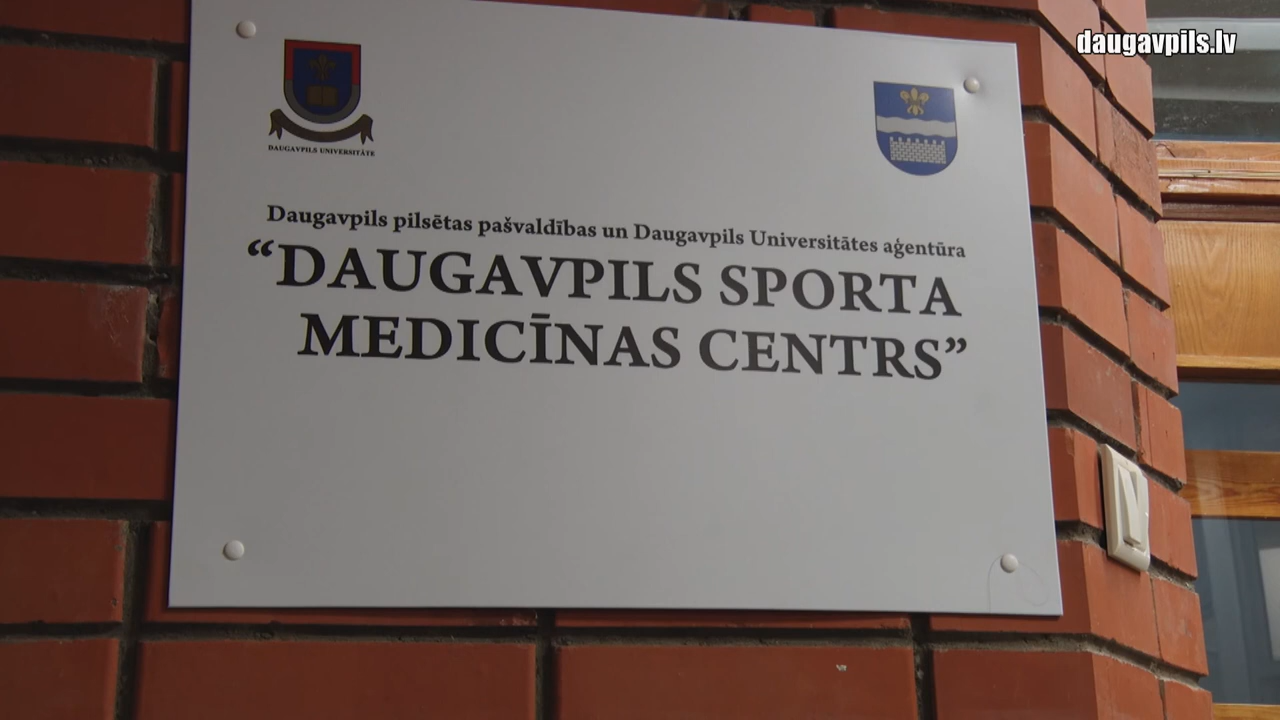 daugavpils.lv
DAUGAVPILS UNIVERSITĀTE
Daugavpils pilsētas pašvaldības un Daugavpils Universitātes aģentūra
“DAUGAVPILS SPORTA
MEDICĪNAS CENTRS”